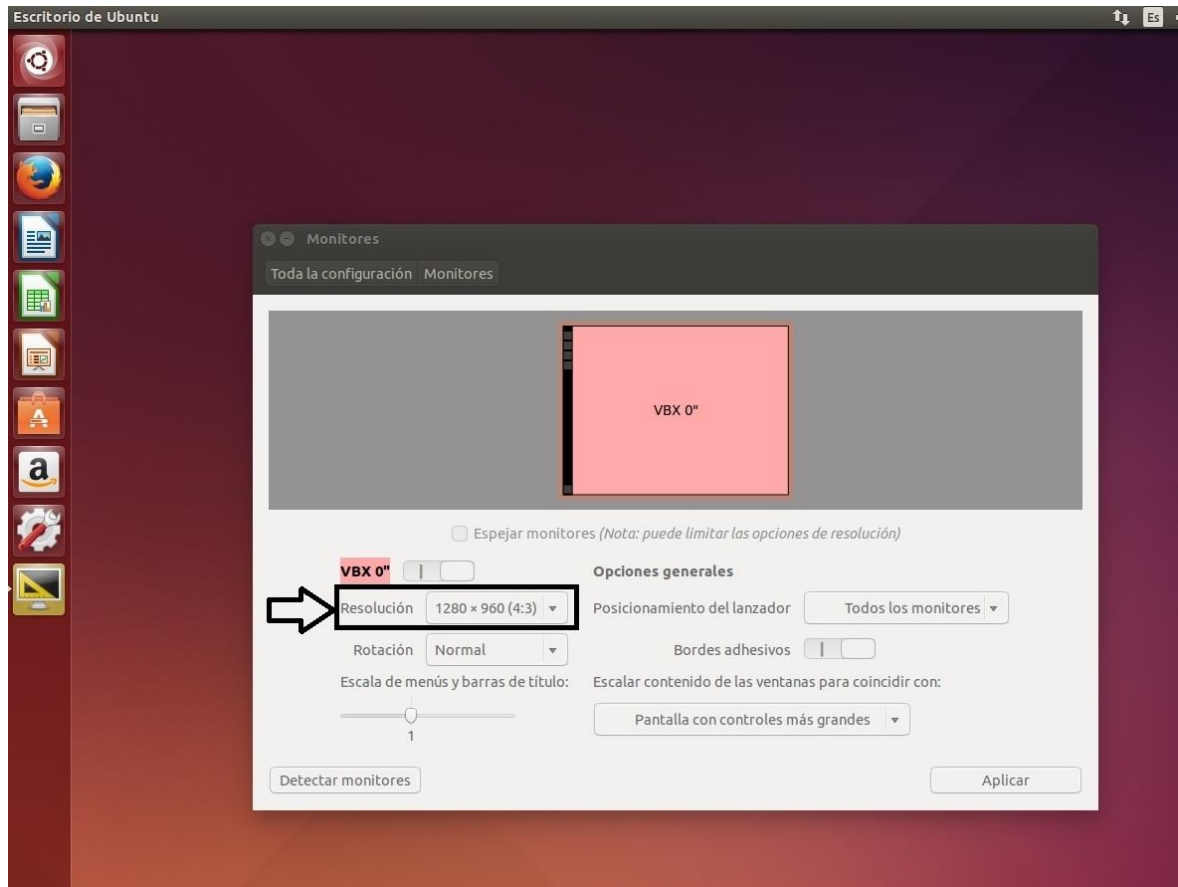 Escritorio de Ubuntu
Es
Monitores
Toda la configuración Monitores
VBX 0"
Espejar monitores (Nota: puede limitar las opciones de resolución)
VBX 0" Opciones generales
Resolución 1280 × 960 (4:3) Posicionamiento del lanzador Todos los monitores
Rotación Normal Bordes adhesivos
Escala de menús y barras de título: Escalar contenido de las ventanas para coincidir con:
Pantalla con controles más grandes
1
Detectar monitores Aplicar